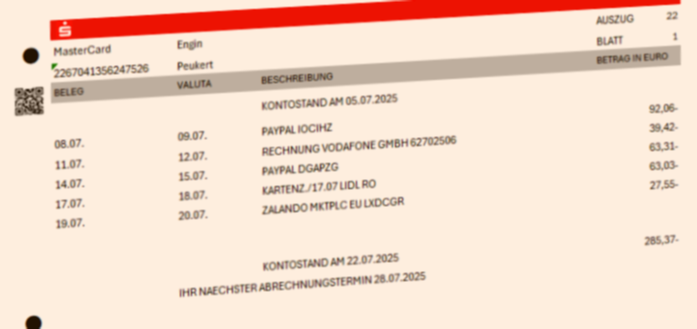 MasterCard Engin AUSZUG 22
2267041356247526 Peukert BLATT 1
BELEG VALUTA BESCHREIBUNG BETRAG IN EURO
KONTOSTAND AM 05.07.2025
08.07. 09.07. PAYPAL IOCIHZ 92,06-
11.07. 12.07. RECHNUNG VODAFONE GMBH 62702506 39,42-
14.07. 15.07. PAYPAL DGAPZG 63,31-
17.07. 18.07. KARTENZ./17.07 LIDL RO 63,03-
19.07. 20.07. ZALANDO MKTPLC EU LXDCGR 27,55-
KONTOSTAND AM 22.07.2025 285,37-
IHR NAECHSTER ABRECHNUNGSTERMIN 28.07.2025